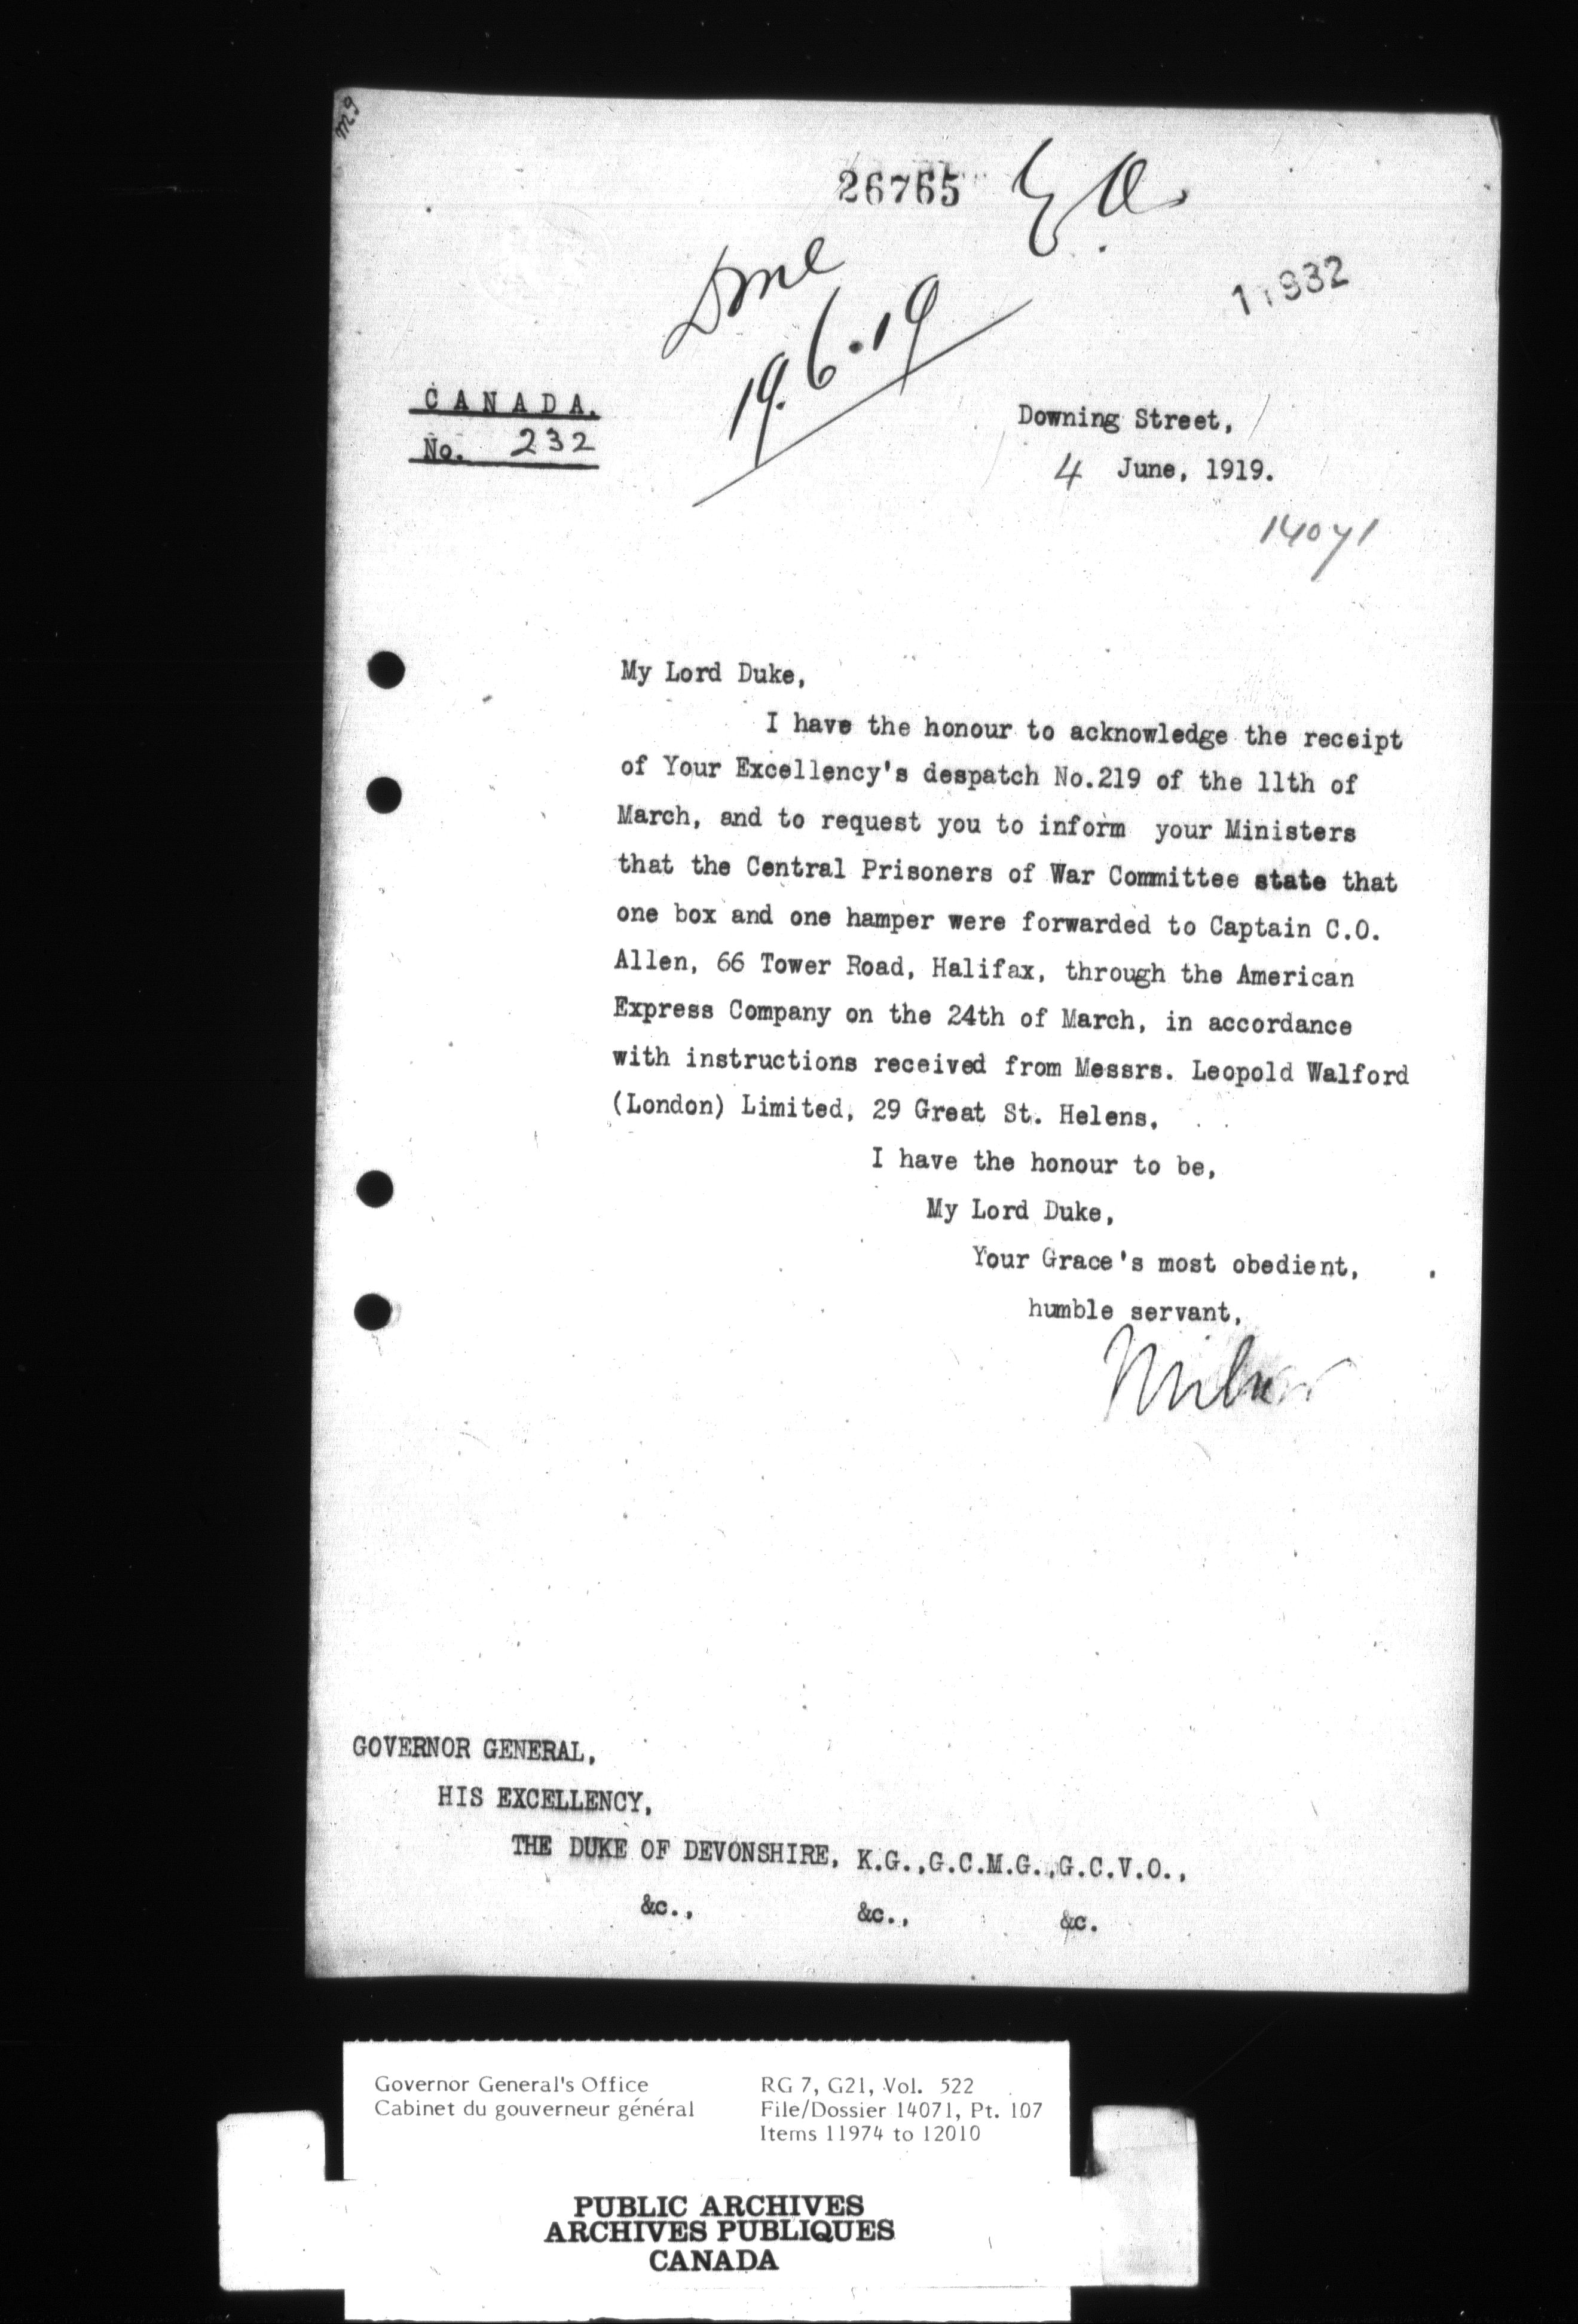 m9
26765
E.O.
19.6.19
CANADA.
No. 232
Downing Street,
4 June, 1919.
14071
My Lord Duke,
I have the honour to acknowledge the receipt
of Your Excellency's despatch No.219 of the 11th of
March, and to request you to inform your Ministers
that the Central Prisoners of War Committee state that
one box and one hamper were forwarded to Captain C.O.
Allen, 66 Tower Road, Halifax, through the American
Express Company on the 24th of March, in accordance
with instructions received from Messrs. Leopold Walford
(London) Limited, 29 Great St. Helens.
I have the honour to be,
My Lord Duke,
Your Grace's most obedient,
humble servant,
Milner
GOVERNOR GENERAL,
HIS EXCELLENCY,
THE DUKE OF DEVONSHIRE, K.G.,G.C.M.G.,G.C.V.O.,
&c., &c., &c.
Governor General's Office
Cabinet du gouverneur général
RG 7, G21, Vol. 522
File/Dossier 14071, Pt. 107
Items 11974 to 12010
PUBLIC ARCHIVES
ARCHIVES PUBLIQUES
CANADA